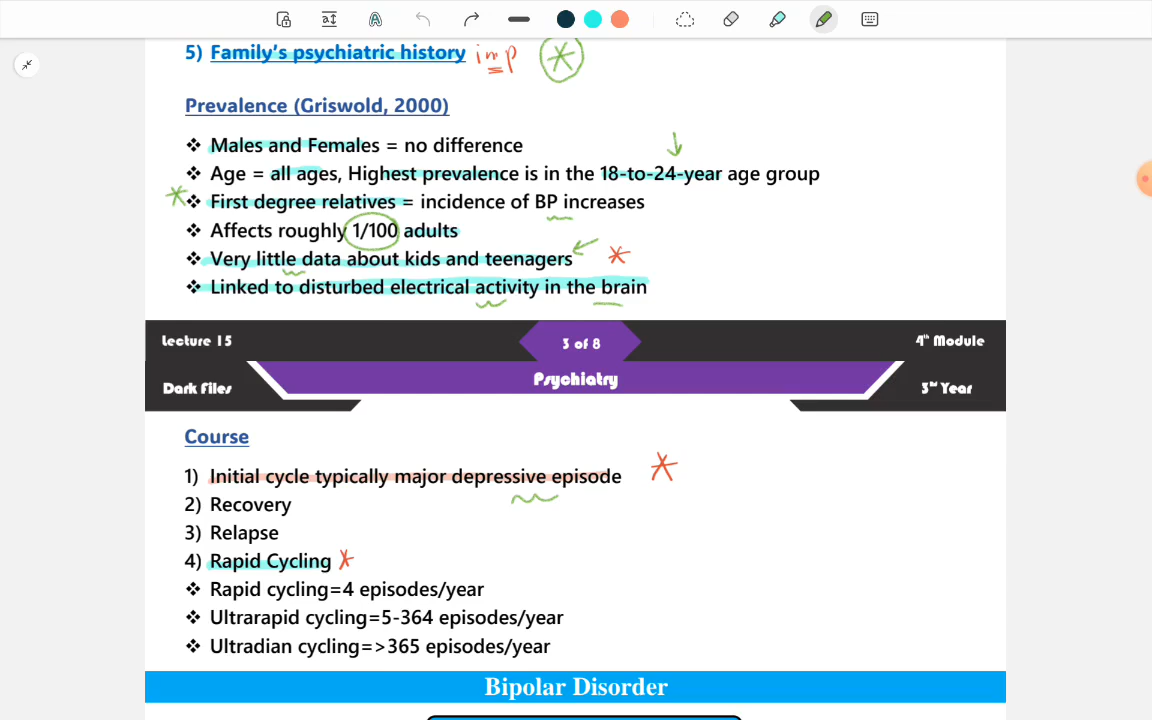 5) Family's psychiatric history imp
Prevalence (Griswold, 2000)
❖ Males and Females = no difference
❖ Age = all ages, Highest prevalence is in the 18-to-24-year age group
❖ First degree relatives = incidence of BP increases
❖ Affects roughly 1/100 adults
❖ Very little data about kids and teenagers
❖ Linked to disturbed electrical activity in the brain
Lecture 15 3 of 8 4th Module
Dark Files Psychiatry 3rd Year
Course
1) Initial cycle typically major depressive episode
2) Recovery
3) Relapse
4) Rapid Cycling
❖ Rapid cycling=4 episodes/year
❖ Ultrarapid cycling=5-364 episodes/year
❖ Ultradian cycling=>365 episodes/year
Bipolar Disorder